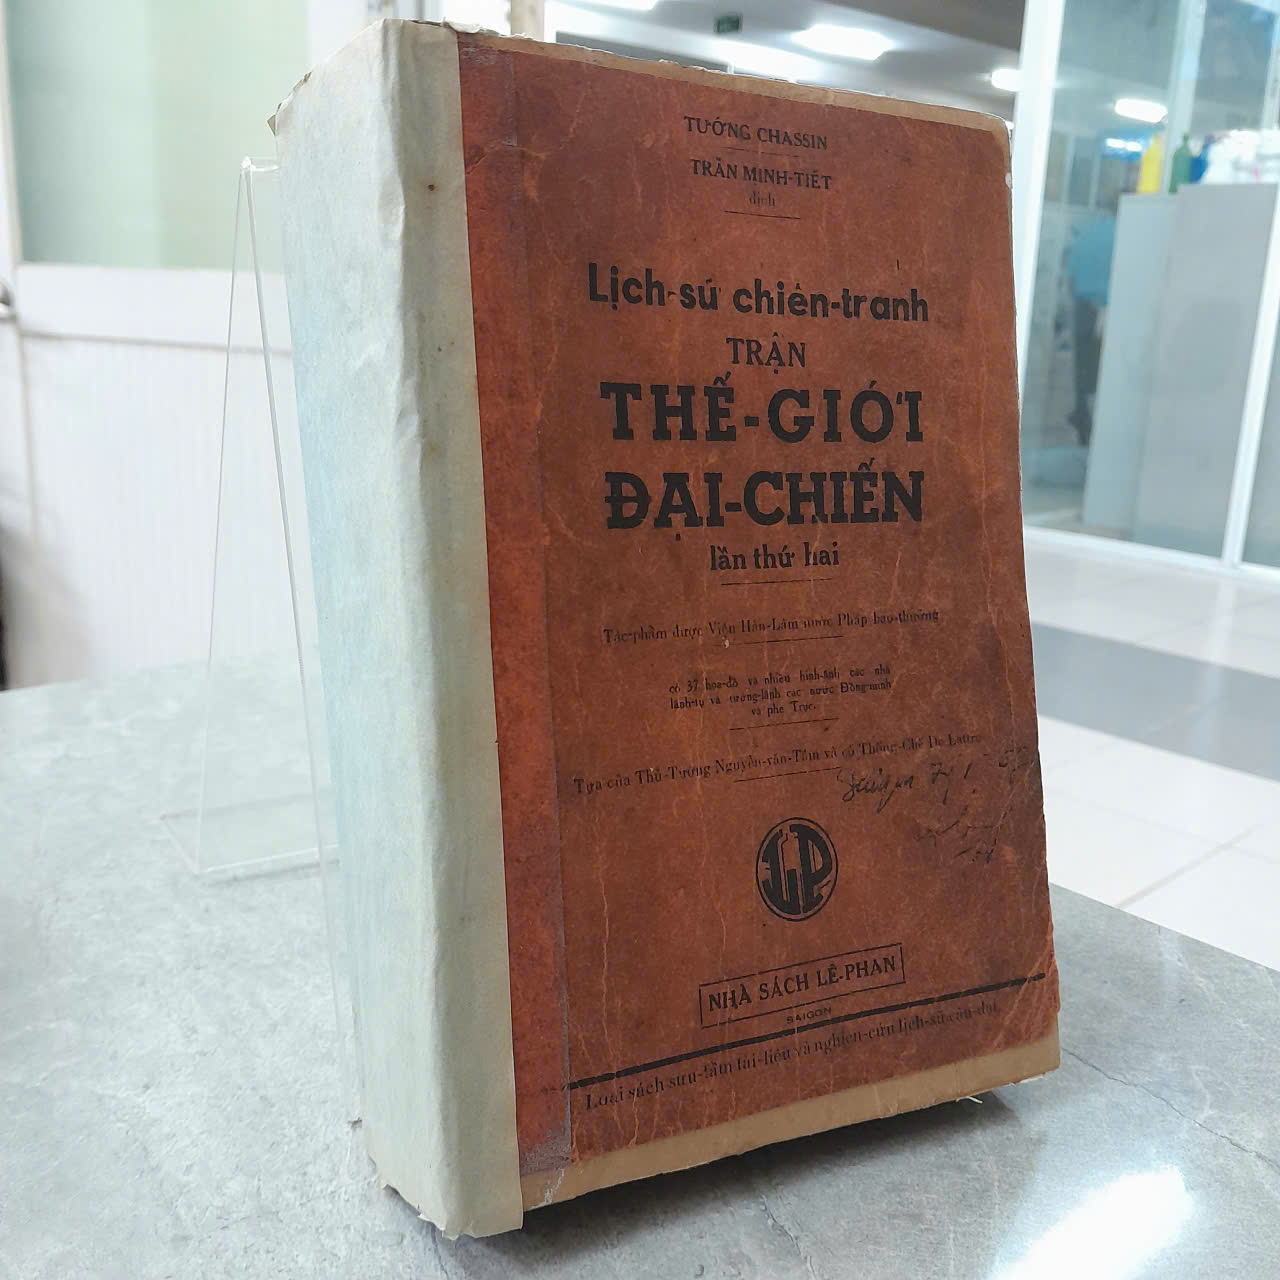 TƯỚNG CHASSIN
TRẦN MINH-TIẾT
dịch
Lịch-sử chiến-tranh
TRẬN
THẾ-GIỚI
ĐẠI-CHIẾN
lần thứ hai
Tác-phẩm được Viện Hàn-Lâm nước Pháp ban-thưởng
có 37 họa-đồ và nhiều hình-ảnh các nhà
lãnh-tụ và tướng-lãnh các nước Đồng-minh
và phe Trục.
Tựa của Thủ-Tướng Nguyễn-văn-Tâm và cố Thống-Chế De Lattre
LP
NHÀ SÁCH LÊ-PHAN
SAIGON
Loại sách sưu-tầm tài-liệu và nghiên-cứu lịch-sử cận-đại.